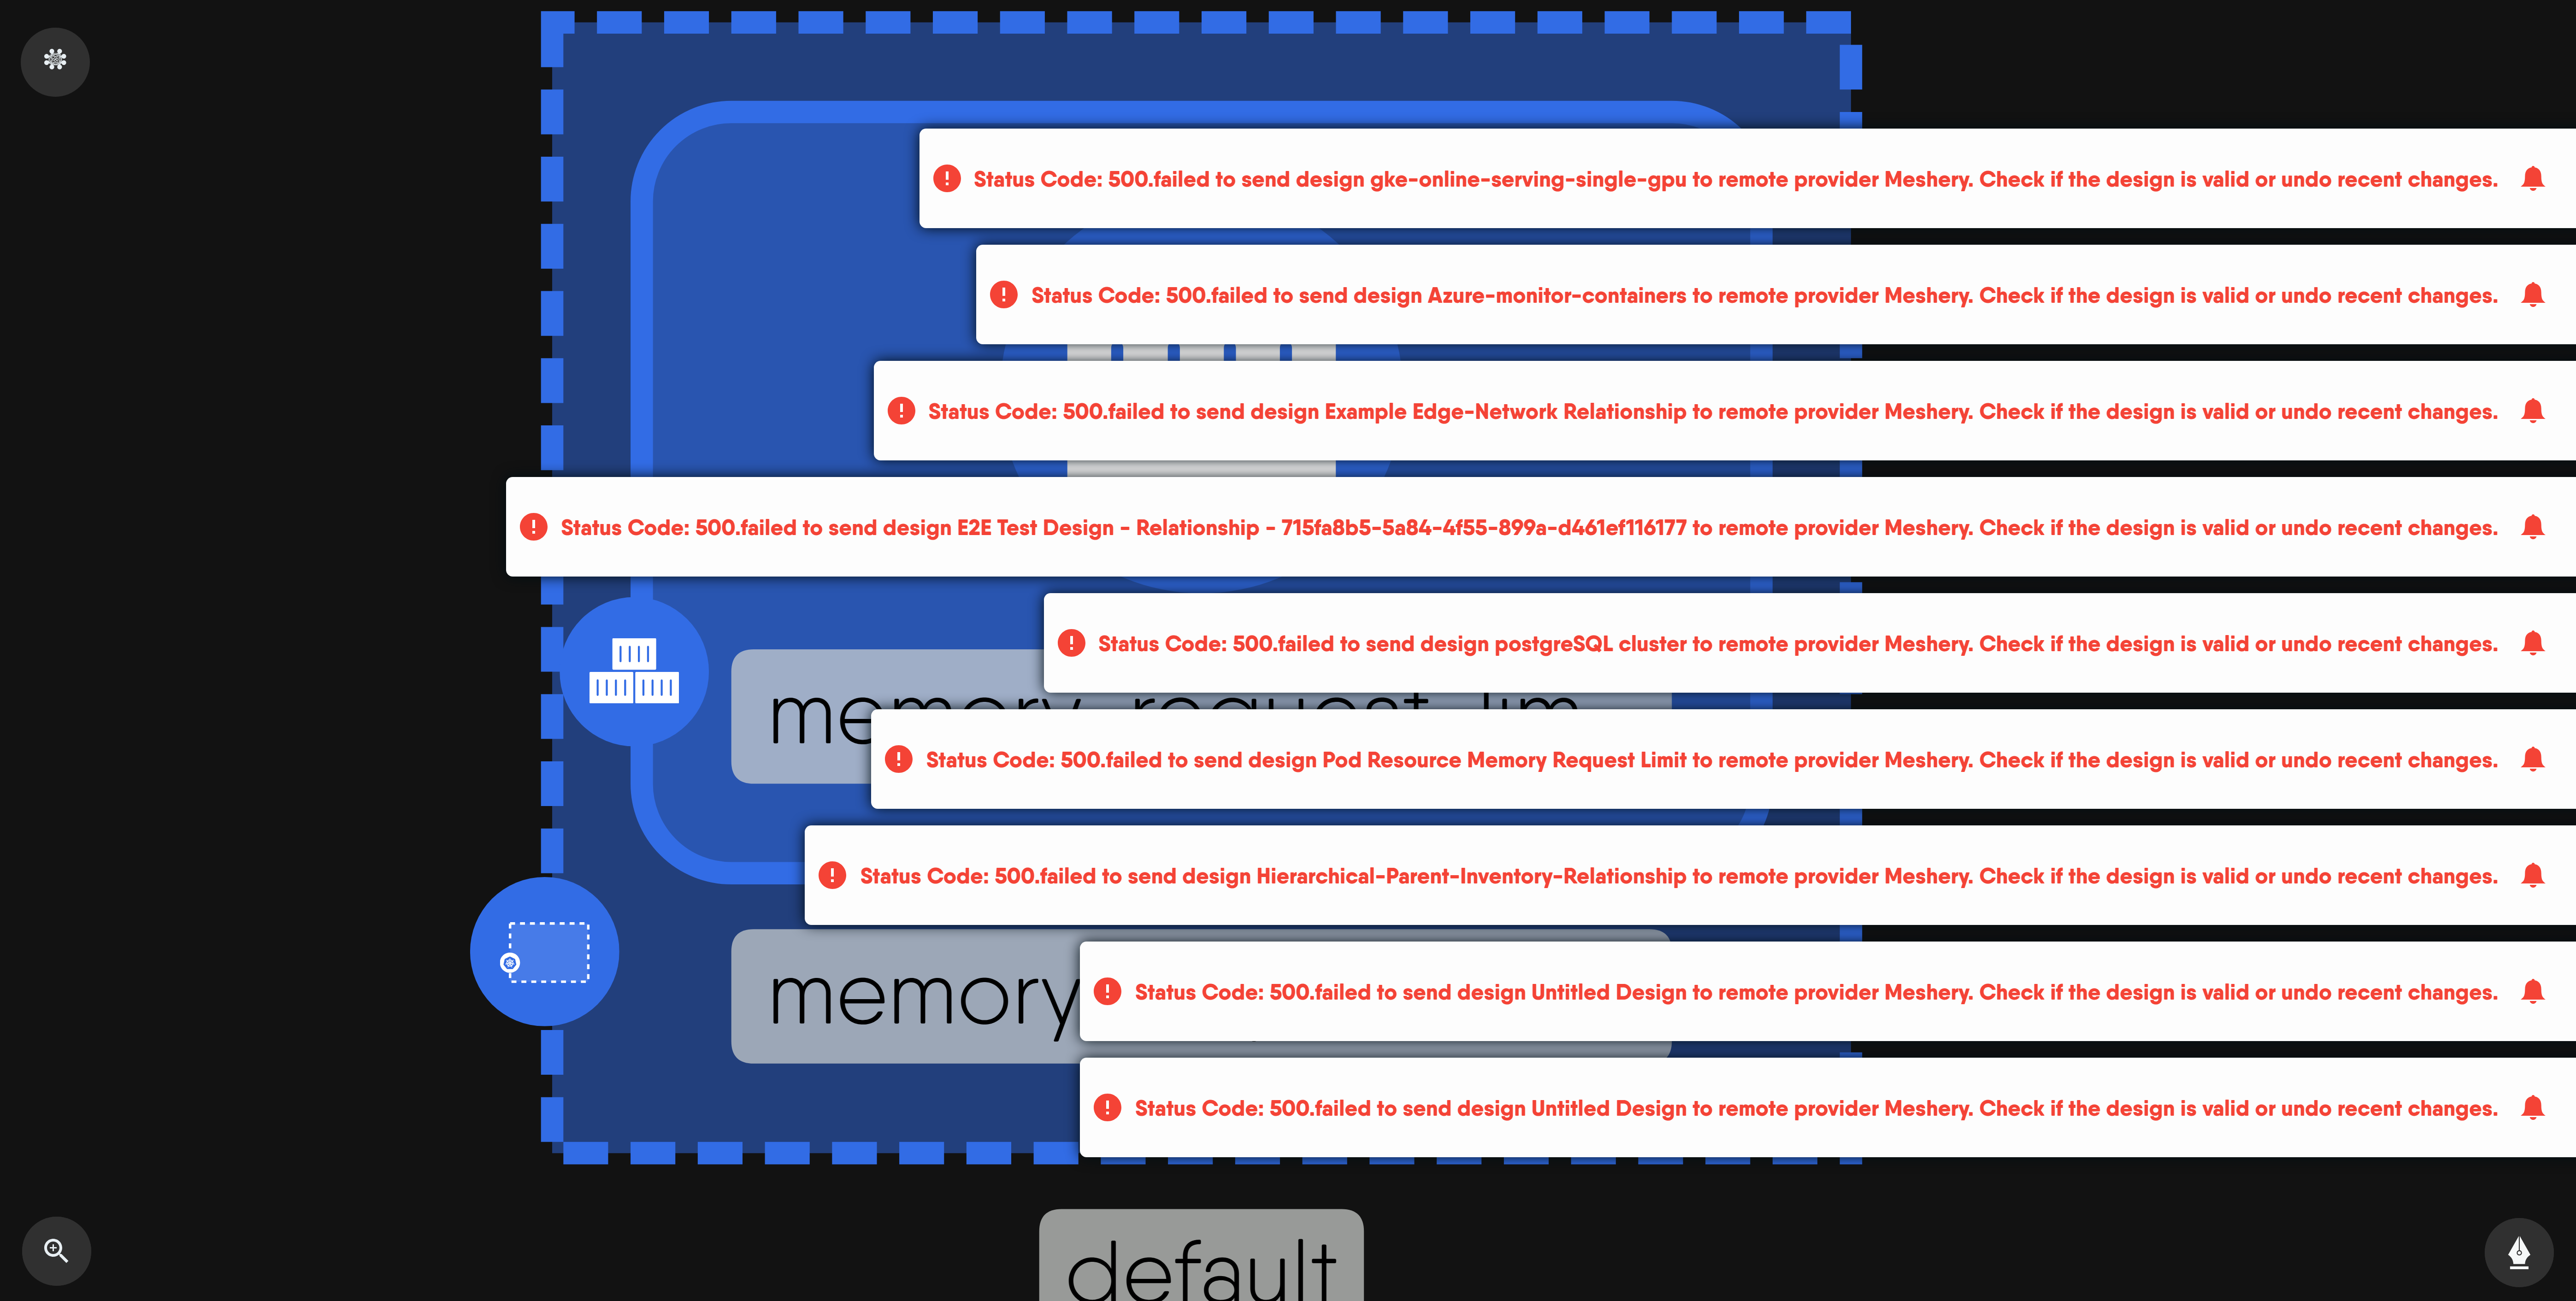 Status Code: 500.failed to send design gke-online-serving-single-gpu to remote provider Meshery. Check if the design is valid or undo recent changes.
Status Code: 500.failed to send design Azure-monitor-containers to remote provider Meshery. Check if the design is valid or undo recent changes.
Status Code: 500.failed to send design Example Edge-Network Relationship to remote provider Meshery. Check if the design is valid or undo recent changes.
Status Code: 500.failed to send design E2E Test Design - Relationship - 715fa8b5-5a84-4f55-899a-d461ef116177 to remote provider Meshery. Check if the design is valid or undo recent changes.
Status Code: 500.failed to send design postgreSQL cluster to remote provider Meshery. Check if the design is valid or undo recent changes.
memory request lim
Status Code: 500.failed to send design Pod Resource Memory Request Limit to remote provider Meshery. Check if the design is valid or undo recent changes.
Status Code: 500.failed to send design Hierarchical-Parent-Inventory-Relationship to remote provider Meshery. Check if the design is valid or undo recent changes.
memory
Status Code: 500.failed to send design Untitled Design to remote provider Meshery. Check if the design is valid or undo recent changes.
Status Code: 500.failed to send design Untitled Design to remote provider Meshery. Check if the design is valid or undo recent changes.
default